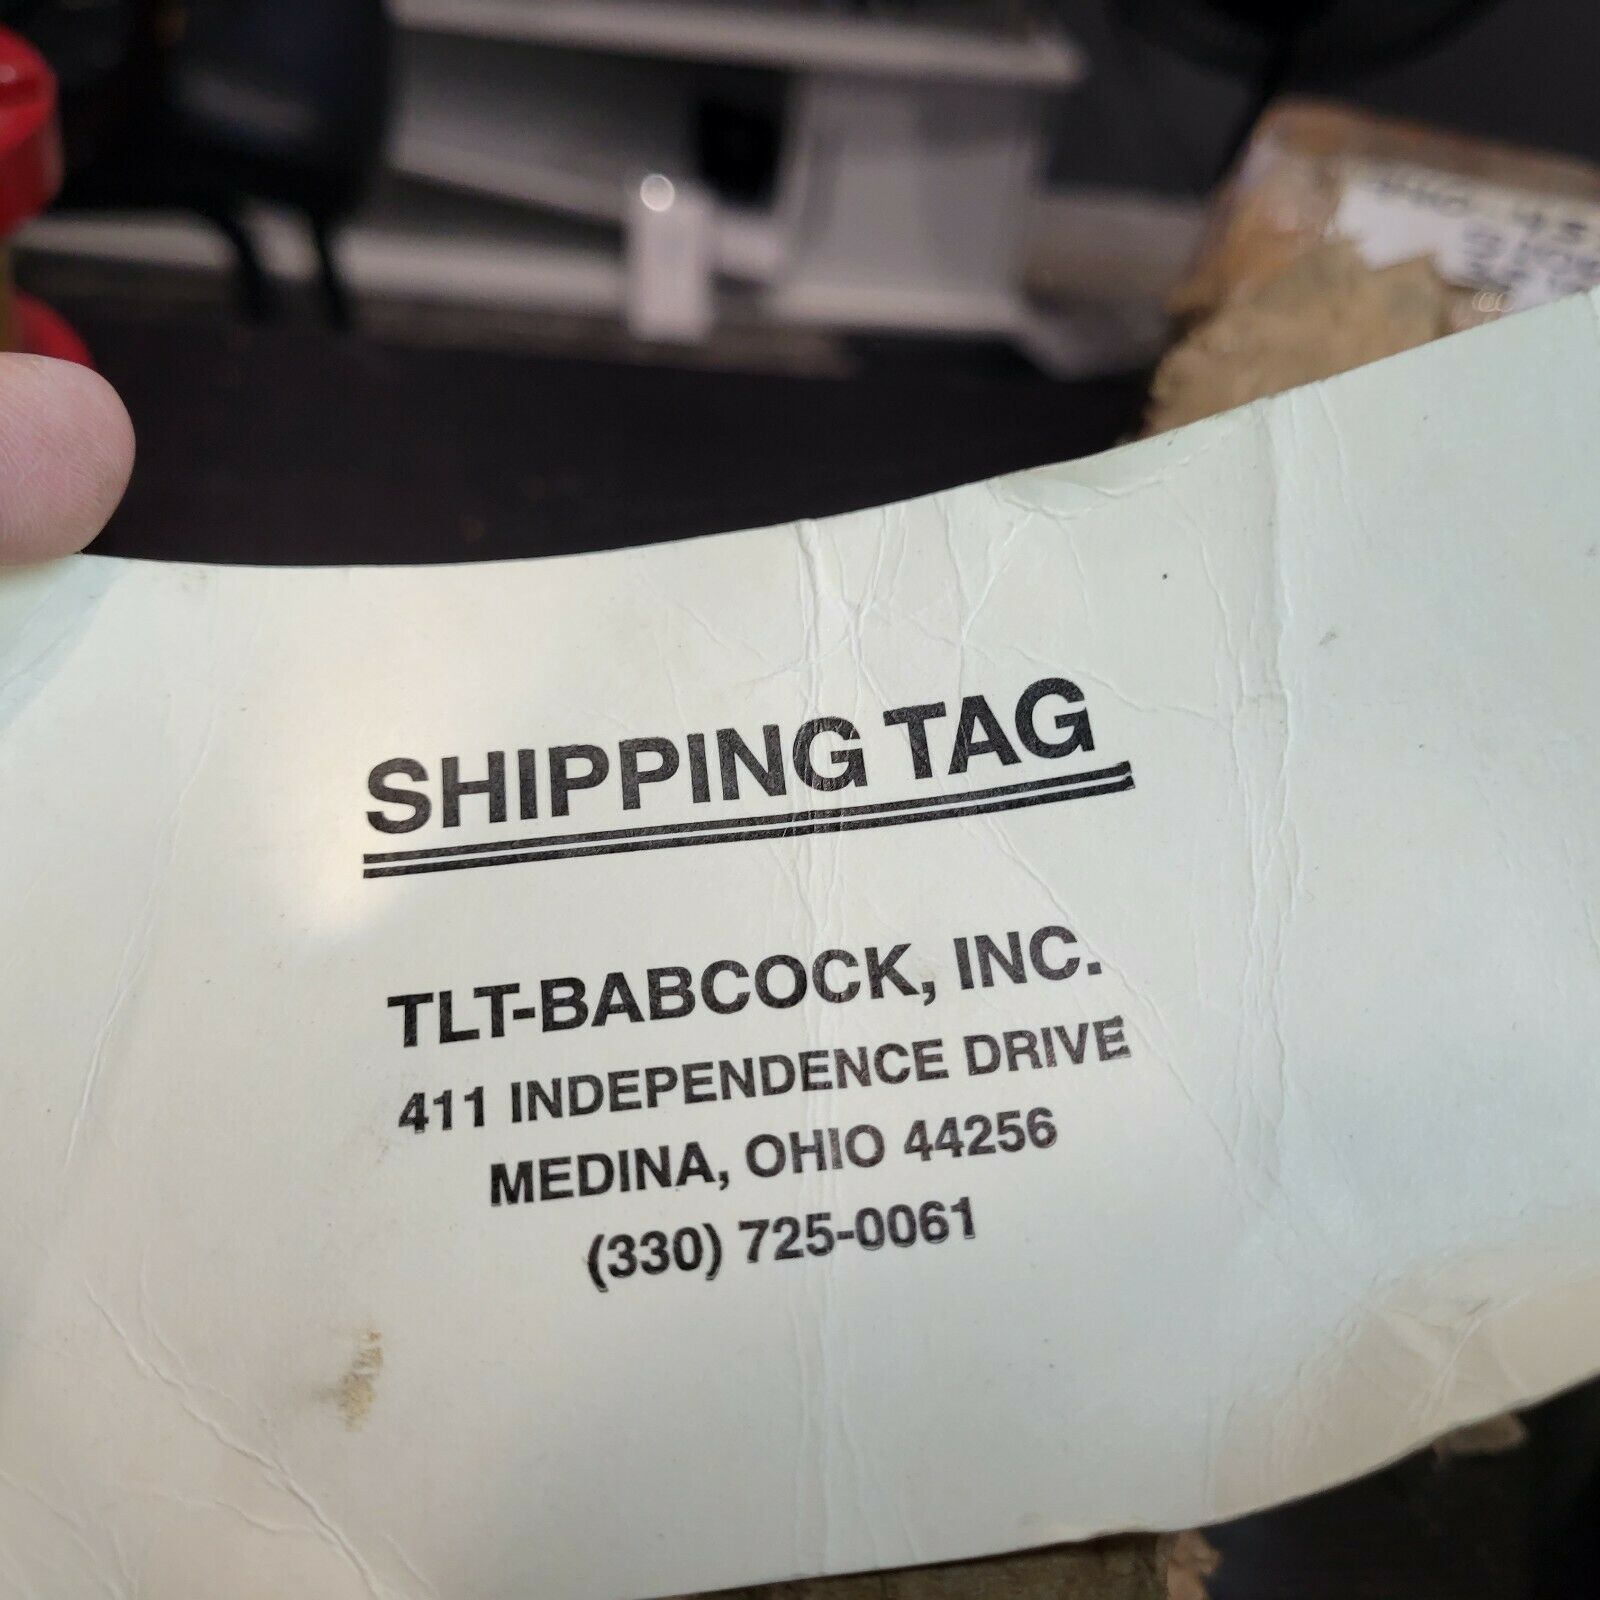 SHIPPING TAG
TLT-BABCOCK, INC.
411 INDEPENDENCE DRIVE
MEDINA, OHIO 44256
(330) 725-0061